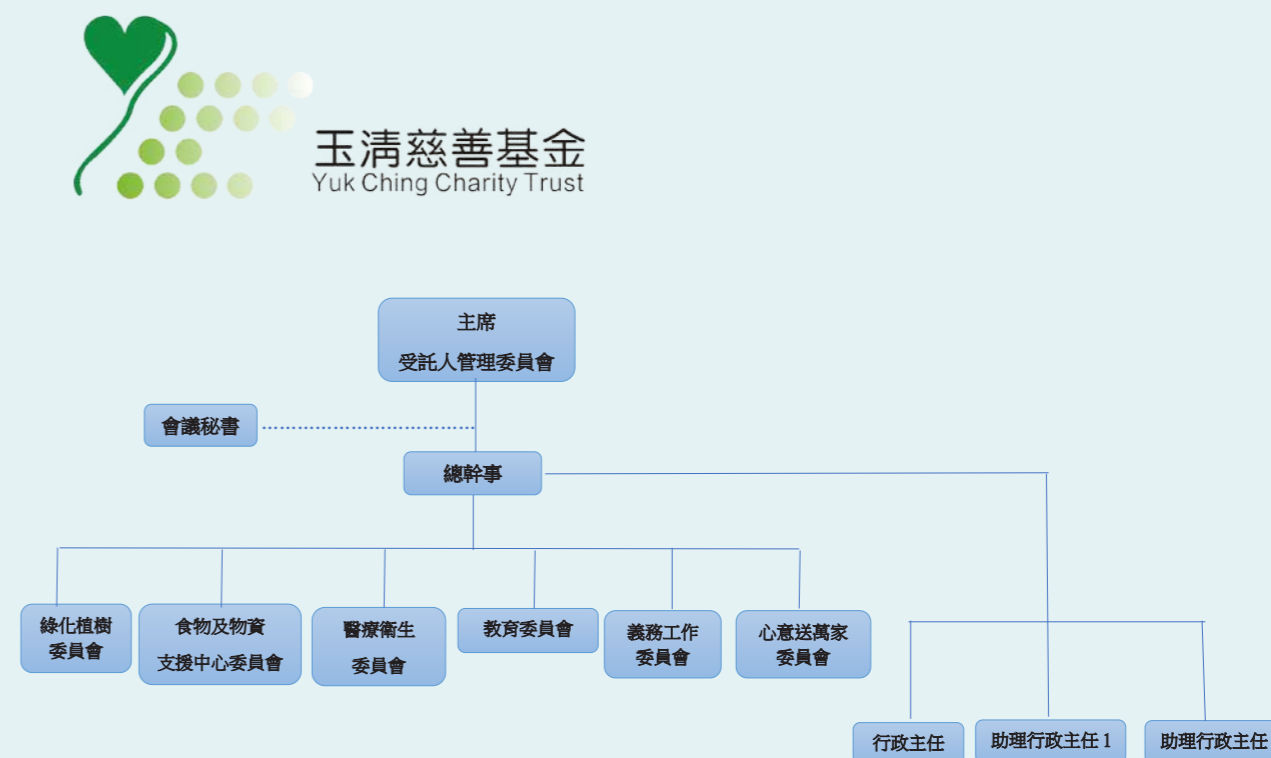 玉清慈善基金
Yuk Ching Charity Trust
主席
受託人管理委員會
會議秘書
總幹事
綠化植樹
委員會
食物及物資
支援中心委員會
醫療衞生
委員會
教育委員會
義務工作
委員會
心意送萬家
委員會
行政主任
助理行政主任 1
助理行政主任